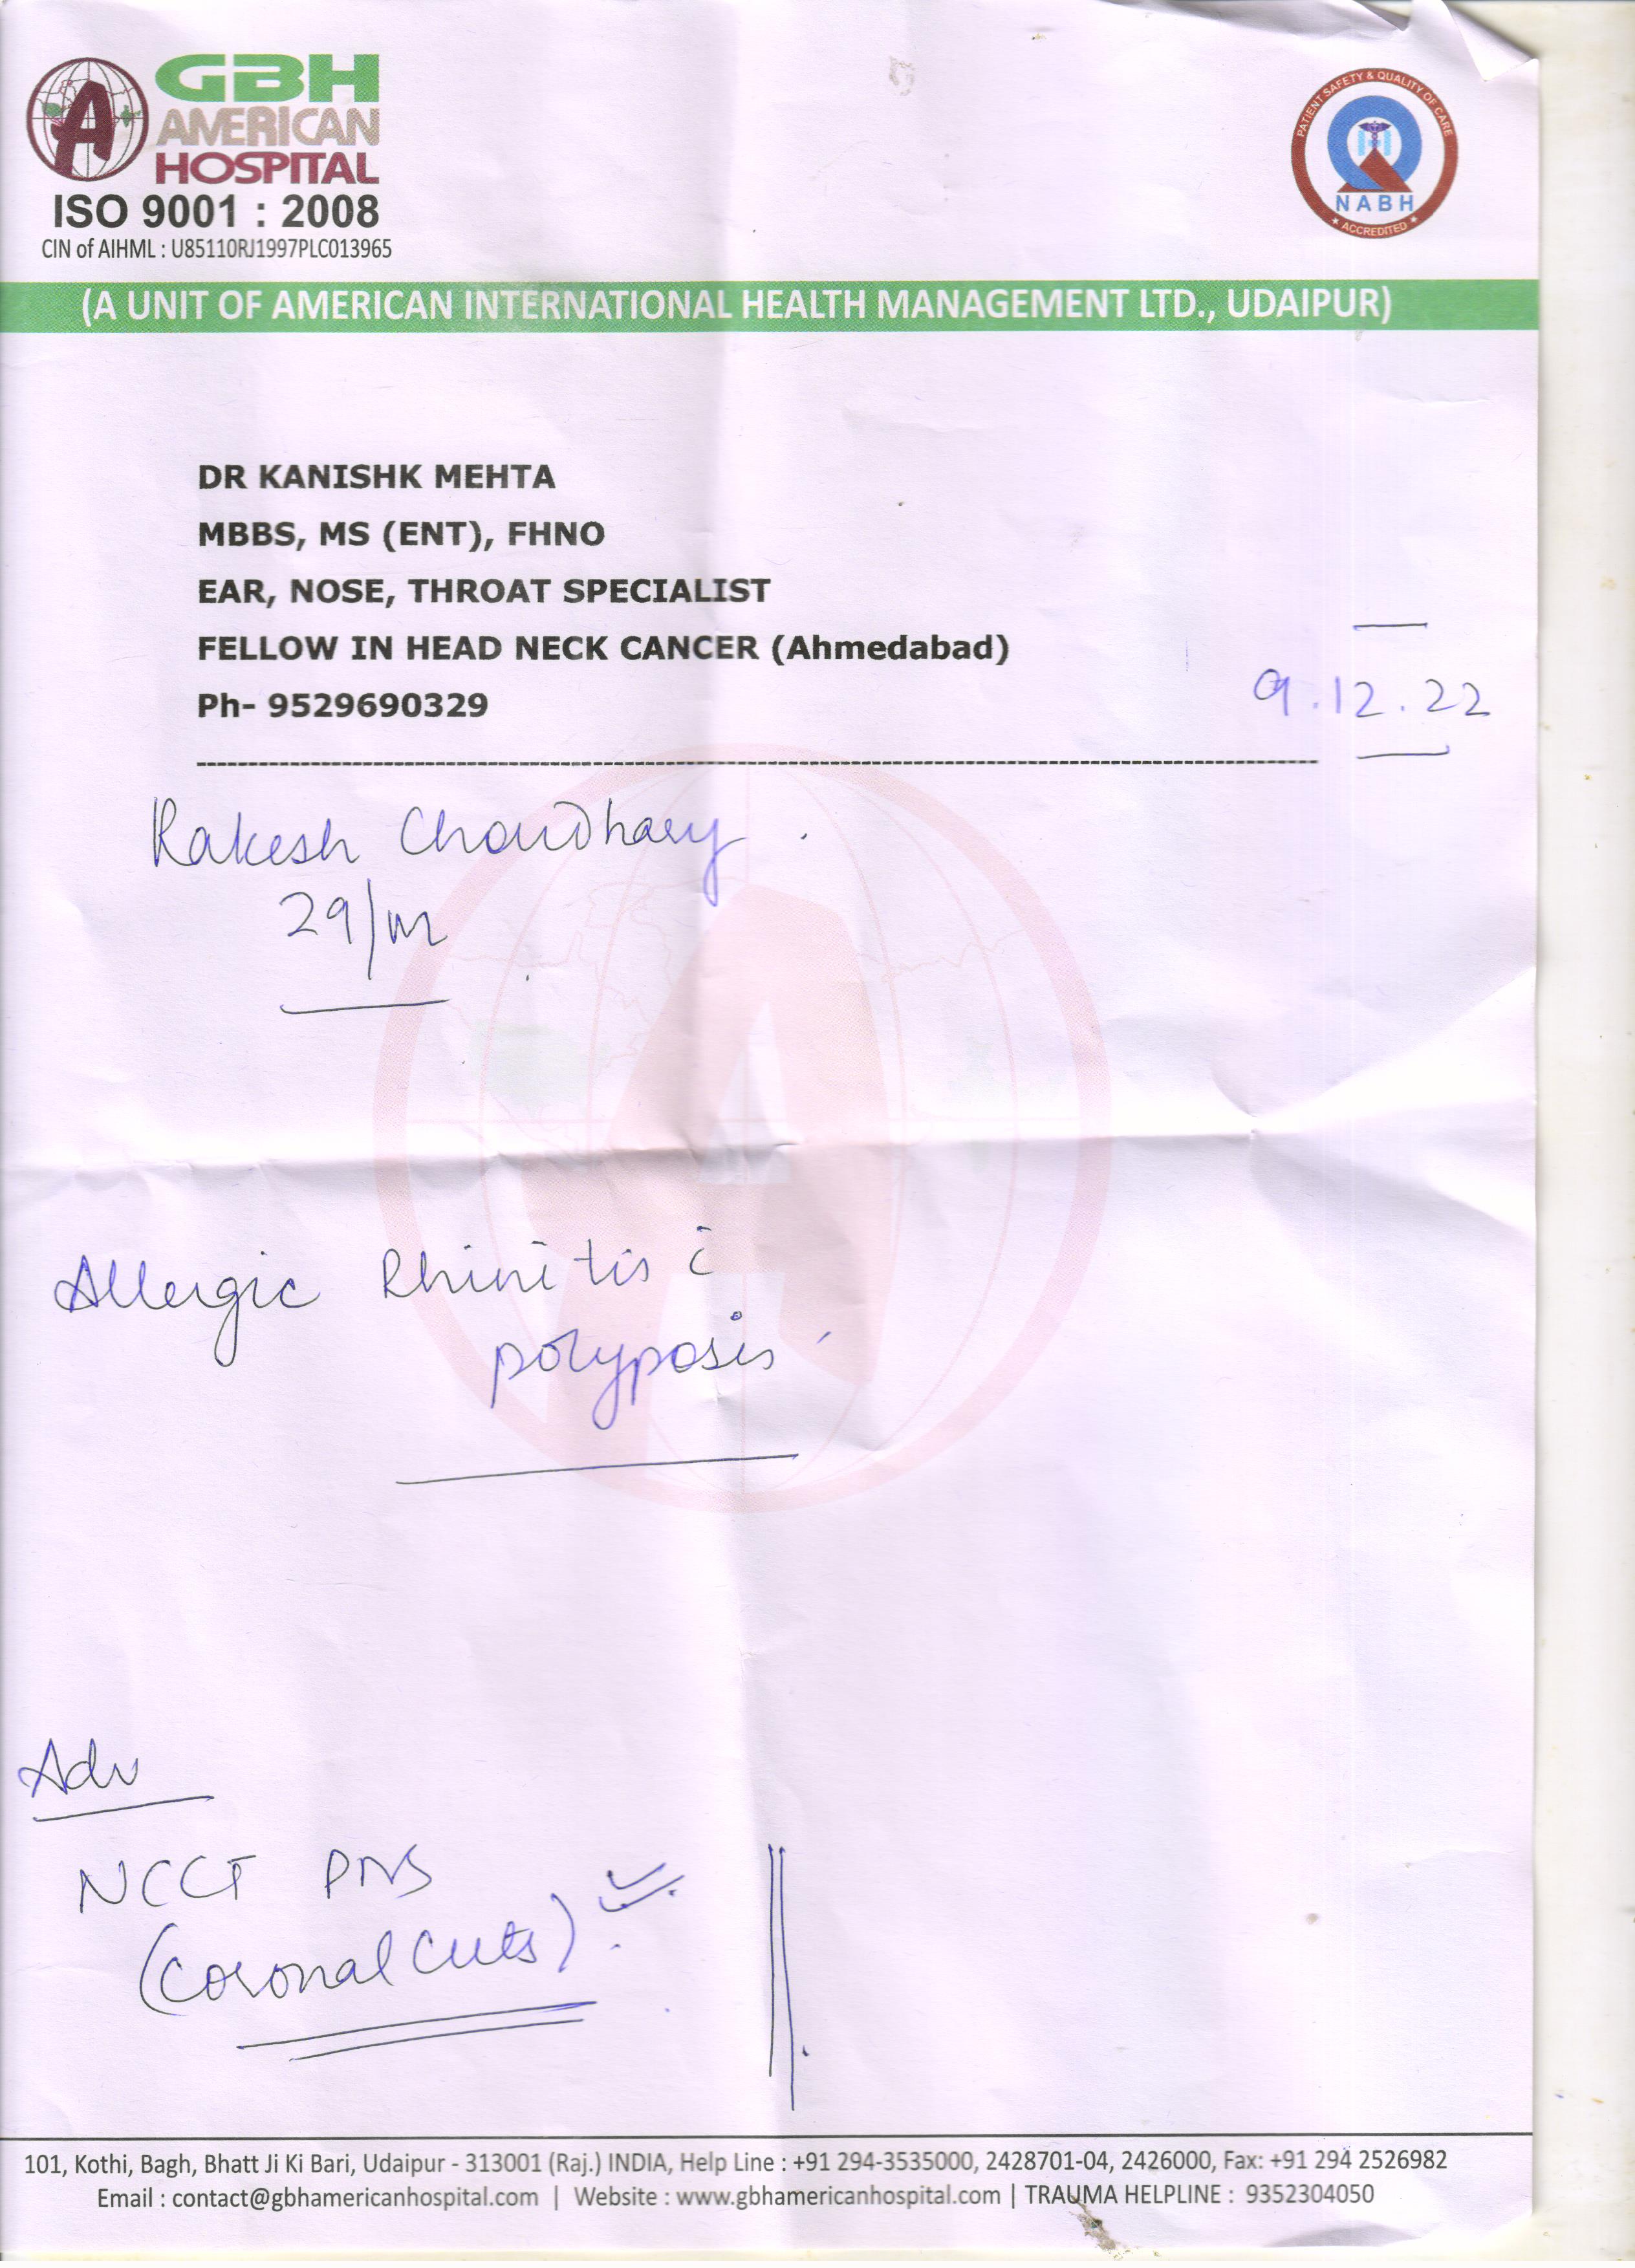 GBH
AMERICAN
HOSPITAL
ISO 9001 : 2008
CIN of AIHML : U85110RJ1997PLC013965
PATIENT SAFETY & QUALITY OF CARE
NABH
ACCREDITED
(A UNIT OF AMERICAN INTERNATIONAL HEALTH MANAGEMENT LTD., UDAIPUR)
DR KANISHK MEHTA
MBBS, MS (ENT), FHNO
EAR, NOSE, THROAT SPECIALIST
FELLOW IN HEAD NECK CANCER (Ahmedabad)
Ph- 9529690329
9.12.22
Rakesh Choudhary
29/m
Allergic Rhinitis c̄
polyposis
Adv
NCCT PNS
(coronal cuts)
101, Kothi, Bagh, Bhatt Ji Ki Bari, Udaipur - 313001 (Raj.) INDIA, Help Line : +91 294-3535000, 2428701-04, 2426000, Fax: +91 294 2526982
Email : contact@gbhamericanhospital.com | Website : www.gbhamericanhospital.com | TRAUMA HELPLINE : 9352304050